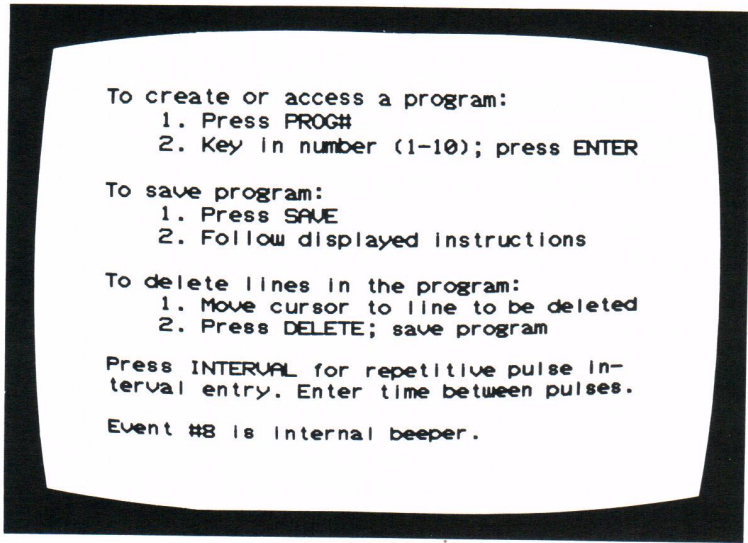 To create or access a program:
1. Press PROG#
2. Key in number (1-10); press ENTER
To save program:
1. Press SAVE
2. Follow displayed instructions
To delete lines in the program:
1. Move cursor to line to be deleted
2. Press DELETE; save program
Press INTERVAL for repetitive pulse in-
terval entry. Enter time between pulses.
Event #8 is internal beeper.